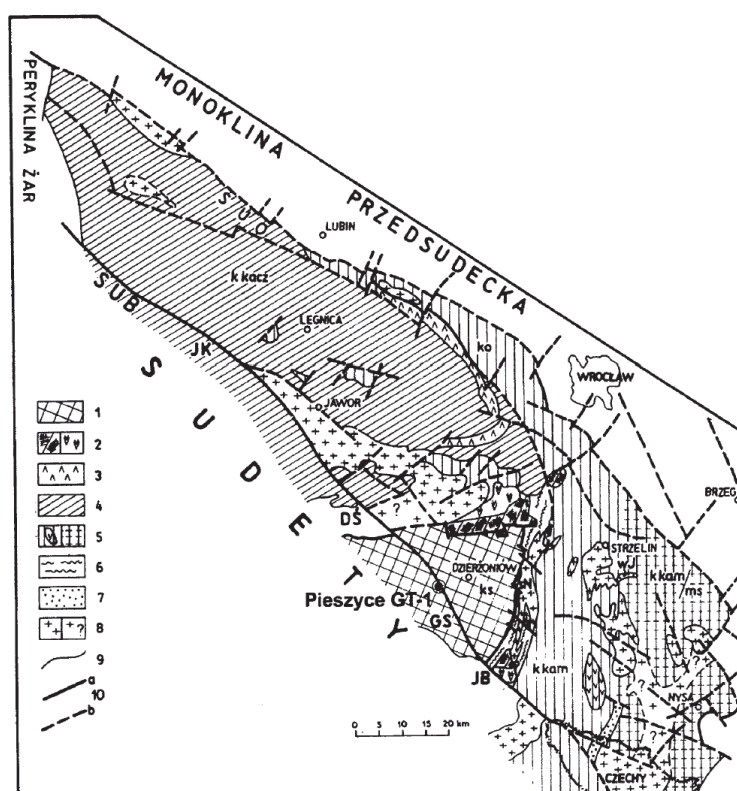 PERYKLINA ŻAR
MONOKLINA
PRZEDSUDECKA
LUBIN
k kacz
LEGNICA
SUB
JK
ko
WROCŁAW
SUDETY
JAWOR
BRZEG
DŚ
?
STRZELIN
DZIERŻONIÓW
ks
k kam
ms
Pieszyce GT-1
GS
N
JB
k kam
?
NYSA
?
?
CZECHY
1
2
3
4
5
6
7
? 8
9
a
10
b
0 5 10 15 20 km